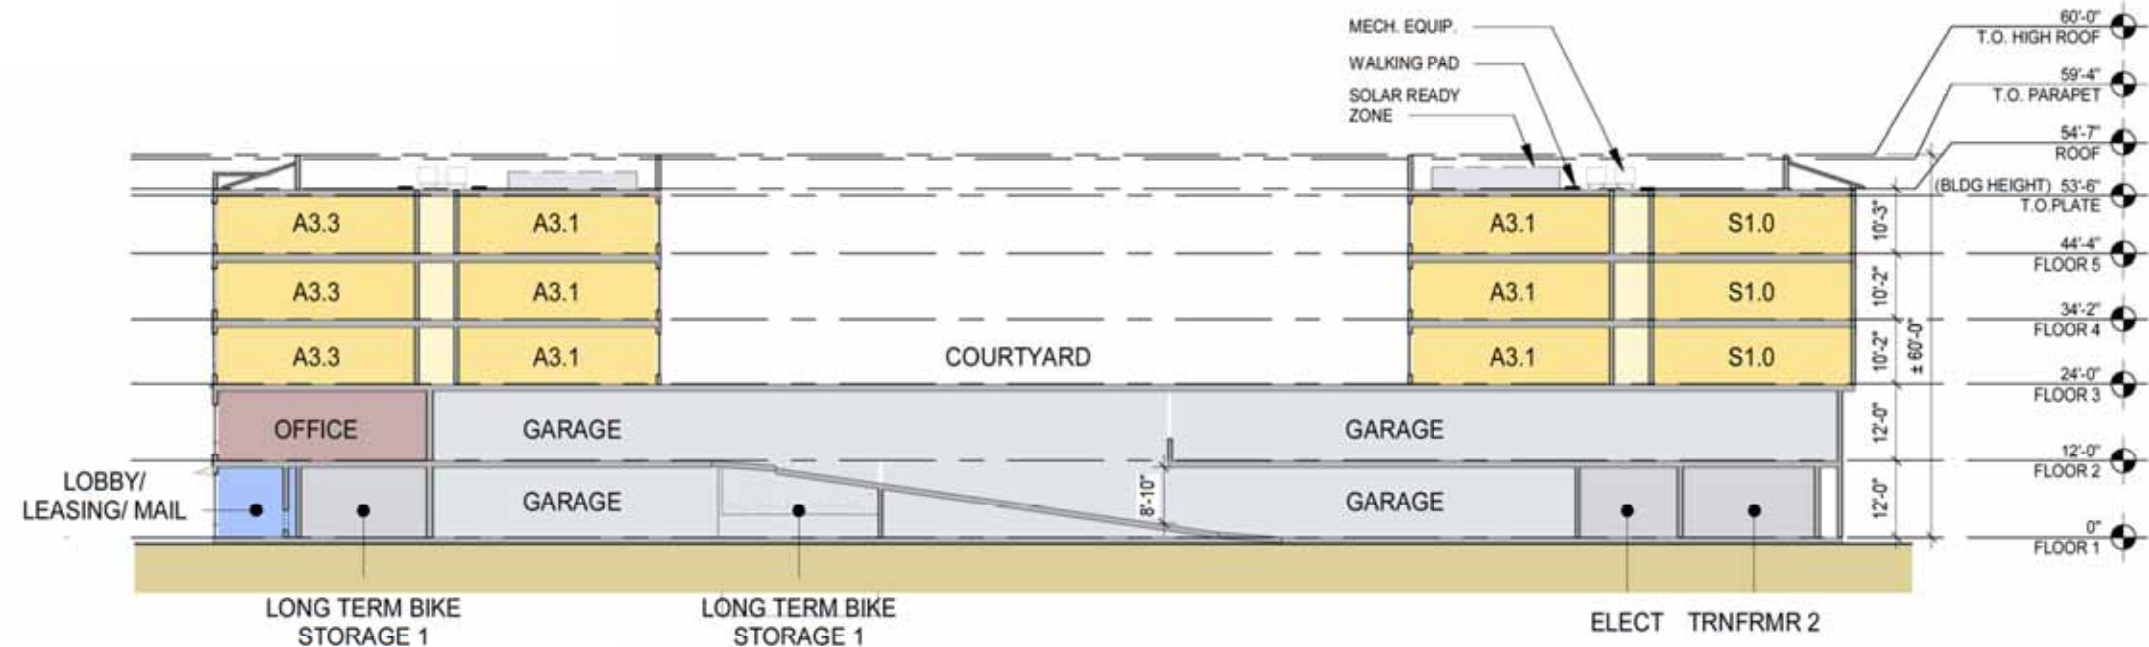 MECH. EQUIP.
WALKING PAD
SOLAR READY
ZONE
60'-0"
T.O. HIGH ROOF
59'-4"
T.O. PARAPET
54'-7"
ROOF
(BLDG HEIGHT) 53'-6"
T.O.PLATE
44'-4"
FLOOR 5
34'-2"
FLOOR 4
24'-0"
FLOOR 3
12'-0"
FLOOR 2
0"
FLOOR 1
10'-3"
10'-2"
10'-2"
12'-0"
12'-0"
± 60'-0"
A3.3 A3.1 A3.1 S1.0
A3.3 A3.1 A3.1 S1.0
A3.3 A3.1 COURTYARD A3.1 S1.0
OFFICE GARAGE GARAGE
LOBBY/
LEASING/ MAIL
GARAGE 8'-10" GARAGE
LONG TERM BIKE
STORAGE 1
LONG TERM BIKE
STORAGE 1
ELECT TRNFRMR 2